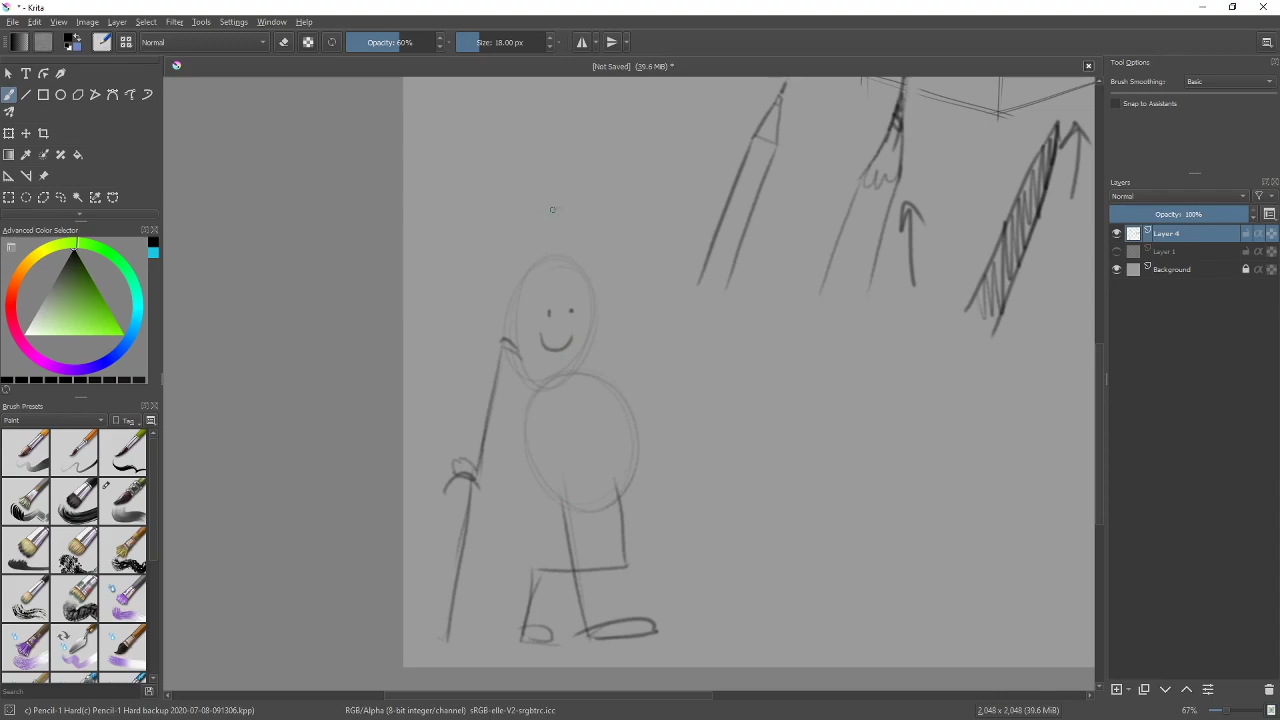 * - Krita
File Edit View Image Layer Select Filter Tools Settings Window Help
Normal Opacity: 60% Size: 18.00 px
[Not Saved] (39.6 MiB) *
Tool Options
Brush Smoothing: Basic
Snap to Assistants
Layers
Normal
Opacity: 100%
Layer 4
Layer 1
Background
Advanced Color Selector
Brush Presets
Paint Tag
Search
c) Pencil-1 Hard(c) Pencil-1 Hard backup 2020-07-08-091306.kpp) RGB/Alpha (8-bit integer/channel) sRGB-elle-V2-srgbtrc.icc 2,048 x 2,048 (39.6 MiB) 67%